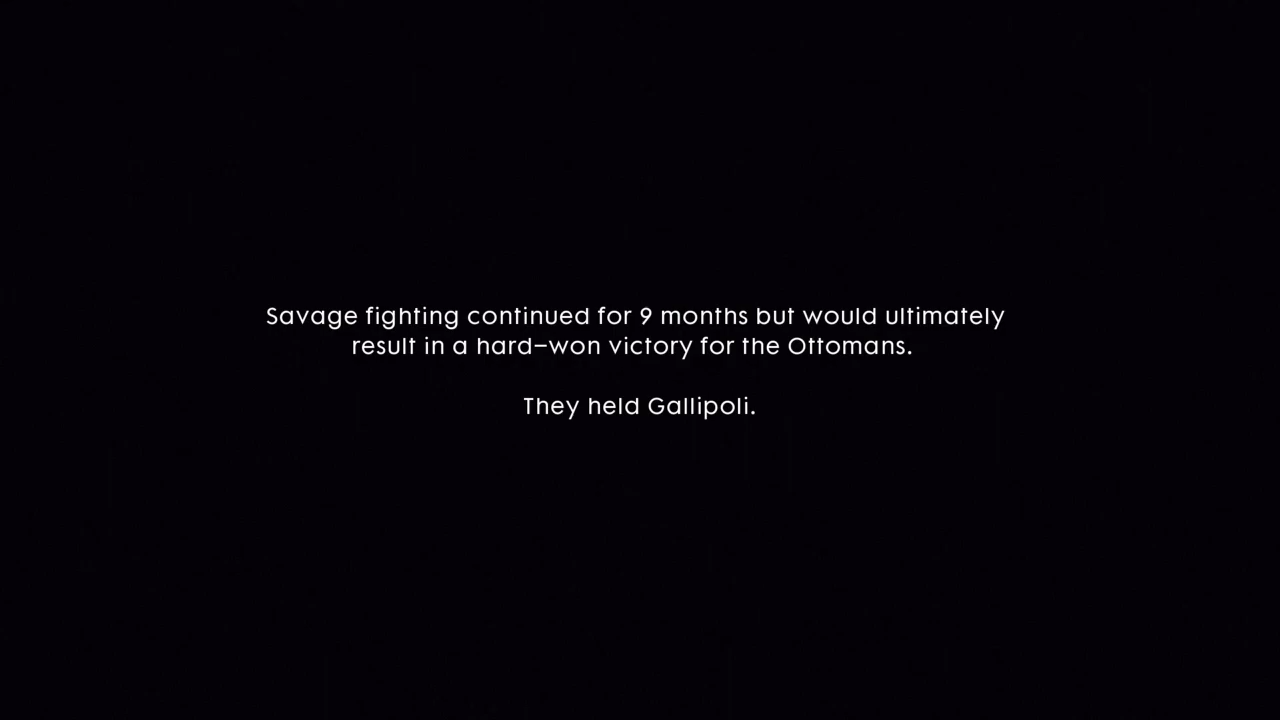 Savage fighting continued for 9 months but would ultimately
result in a hard–won victory for the Ottomans.
They held Gallipoli.